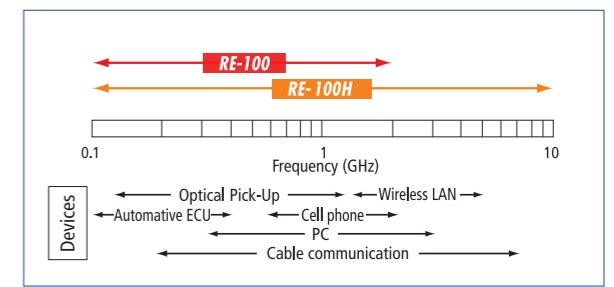 RE-100
RE- 100H
0.1 1 10
Frequency (GHz)
Devices
Optical Pick-Up Wireless LAN
Automative ECU Cell phone
PC
Cable communication